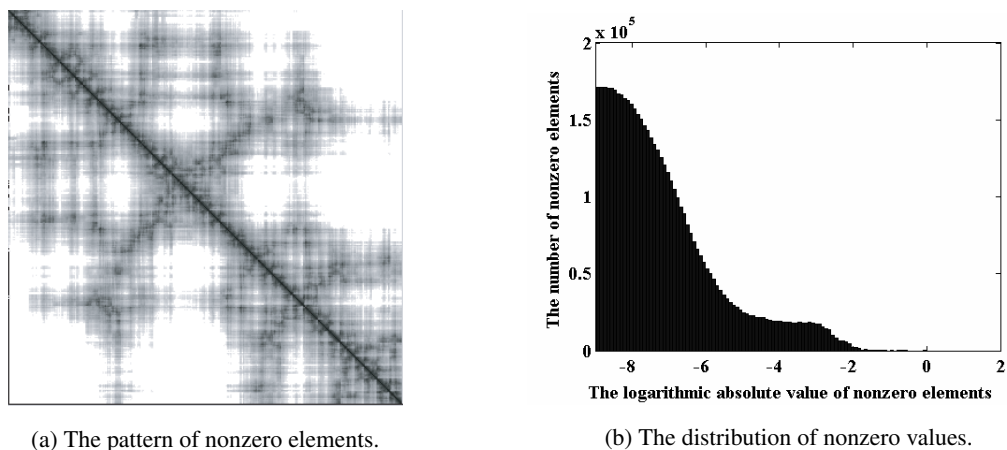 x 10^5
2
1.5
1
0.5
0
-8 -6 -4 -2 0 2
The number of nonzero elements
The logarithmic absolute value of nonzero elements
(a) The pattern of nonzero elements.
(b) The distribution of nonzero values.